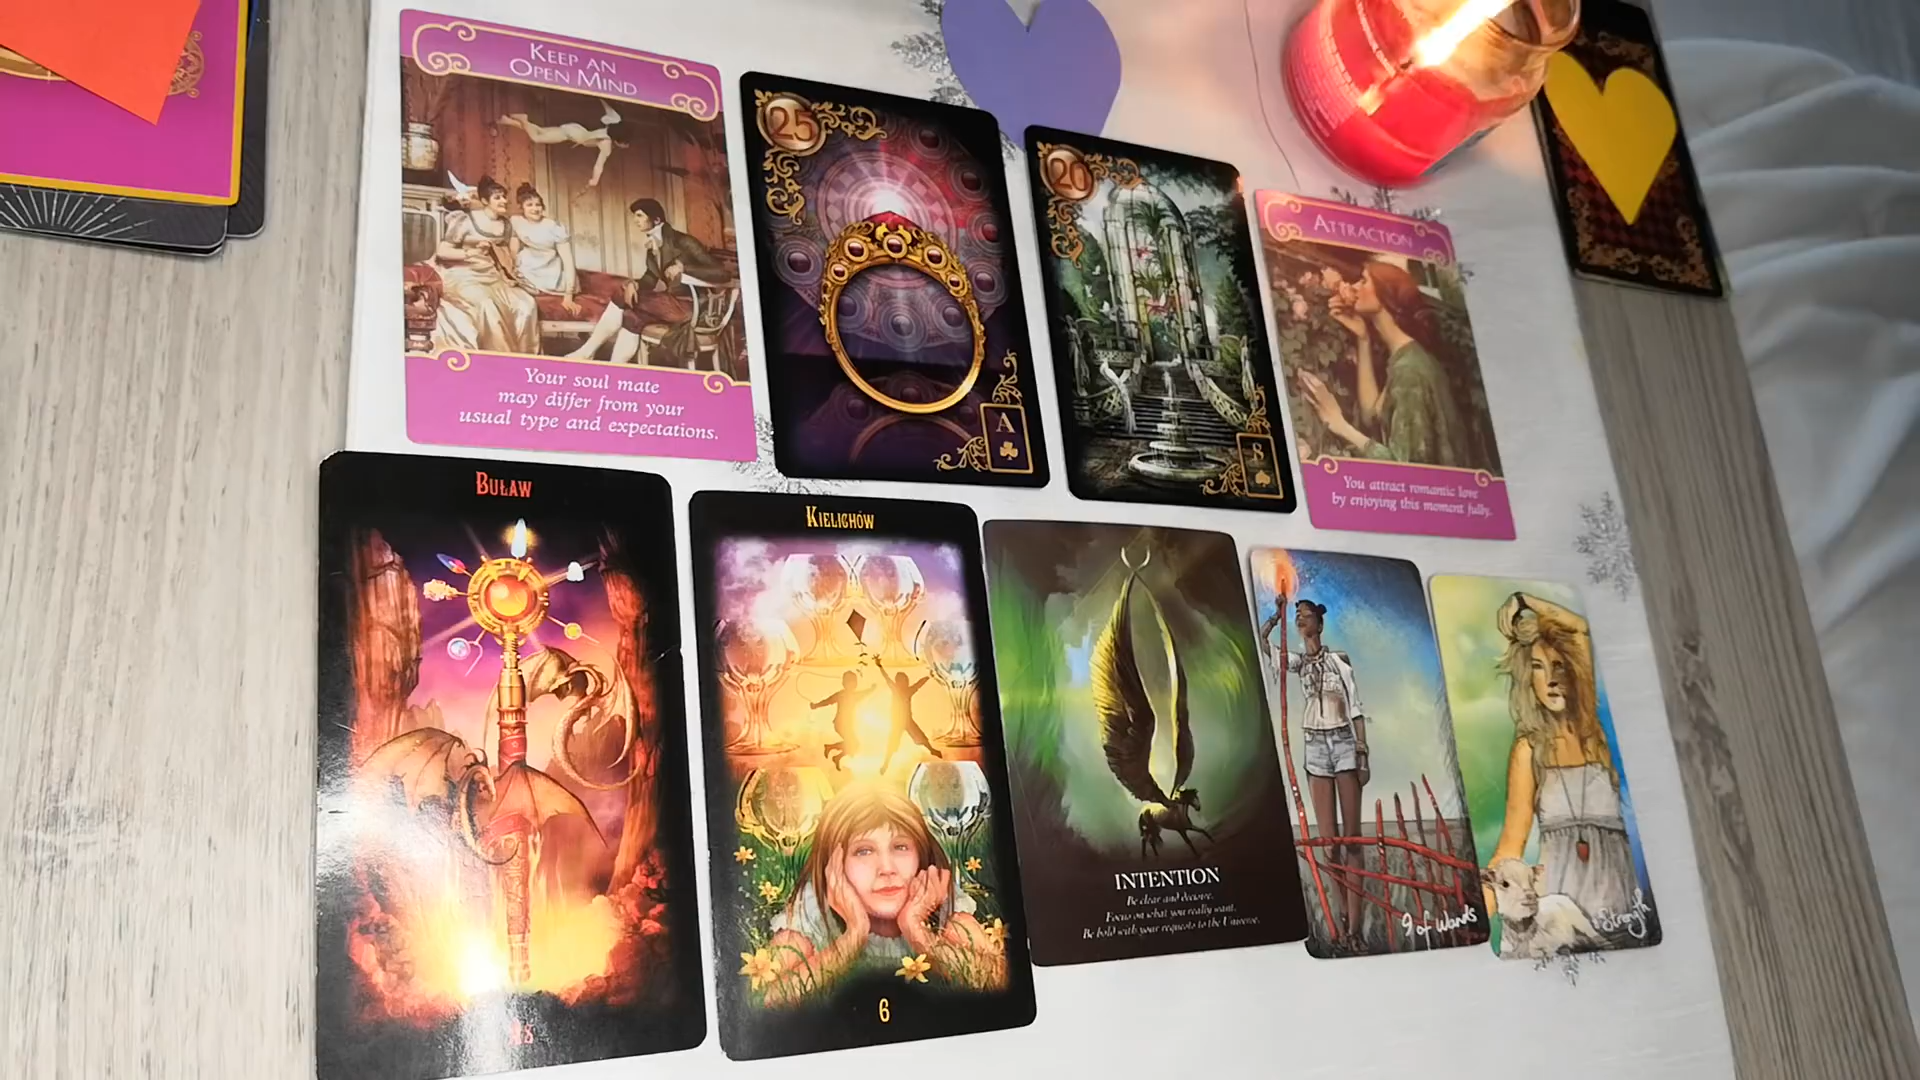 KEEP AN
OPEN MIND
Your soul mate
may differ from your
usual type and expectations.
25
A
20
8
ATTRACTION
You attract romantic love
by enjoying this moment fully.
BUŁAW
AS
KIELICHÓW
6
INTENTION
Be clear and decisive.
Focus on what you really want.
Be bold with your requests to the Universe.
9 of Wands
Strength